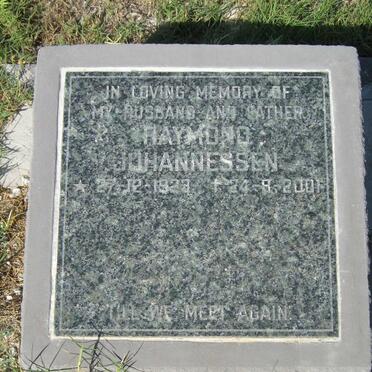 IN LOVING MEMORY OF
MY HUSBAND AND FATHER
RAYMOND
JOHANNESSEN
★ 27-12-1923 † 24-8-2001
TILL WE MEET AGAIN